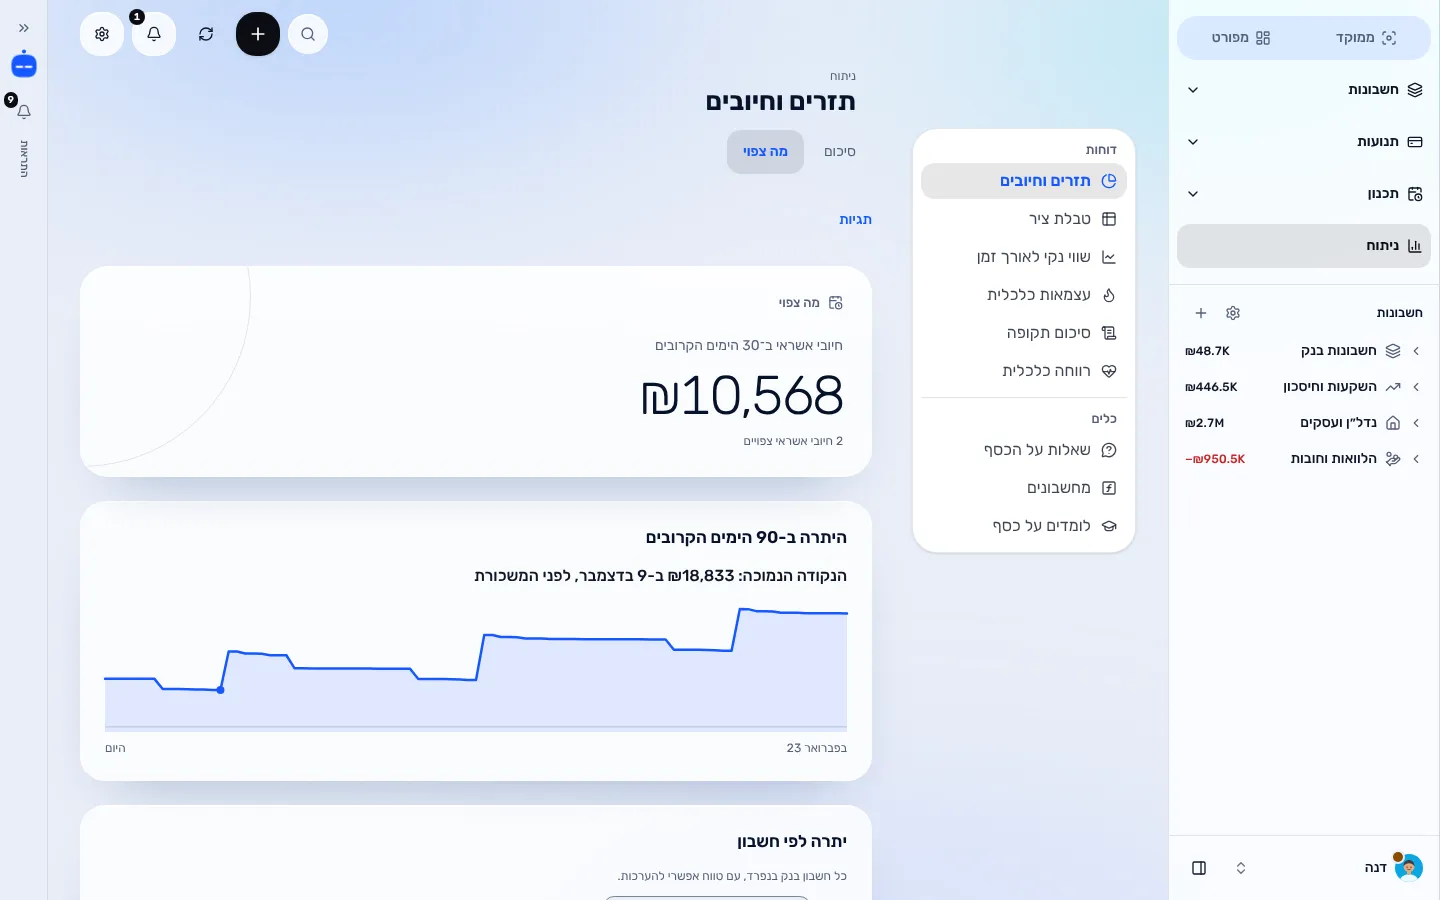 ממוקד
מפורט
חשבונות
תנועות
תכנון
ניתוח
חשבונות
חשבונות בנק
₪48.7K
השקעות וחיסכון
₪446.5K
נדל״ן ועסקים
₪2.7M
הלוואות וחובות
−₪950.5K
דנה
דוחות
תזרים וחיובים
טבלת ציר
שווי נקי לאורך זמן
עצמאות כלכלית
סיכום תקופה
רווחה כלכלית
כלים
שאלות על הכסף
מחשבונים
לומדים על כסף
1
ניתוח
תזרים וחיובים
סיכום
מה צפוי
תגיות
מה צפוי
חיובי אשראי ב־30 הימים הקרובים
₪10,568
2 חיובי אשראי צפויים
היתרה ב-90 הימים הקרובים
הנקודה הנמוכה: ₪18,833 ב-9 בדצמבר, לפני המשכורת
23 בפברואר
היום
יתרה לפי חשבון
כל חשבון בנק בנפרד, עם טווח אפשרי להערכות.
9
התראות